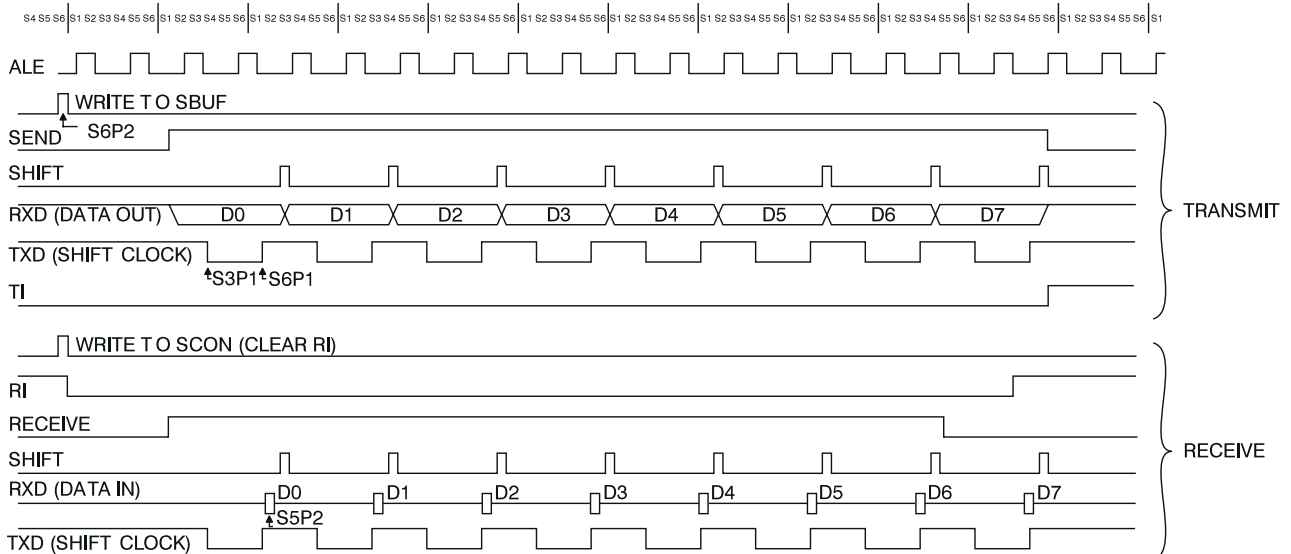 S4 S5 S6 S1 S2 S3 S4 S5 S6 S1 S2 S3 S4 S5 S6 S1 S2 S3 S4 S5 S6 S1 S2 S3 S4 S5 S6 S1 S2 S3 S4 S5 S6 S1 S2 S3 S4 S5 S6 S1 S2 S3 S4 S5 S6 S1 S2 S3 S4 S5 S6 S1 S2 S3 S4 S5 S6 S1 S2 S3 S4 S5 S6 S1 S2 S3 S4 S5 S6 S1 S2 S3 S4 S5 S6 S1
ALE
WRITE TO SBUF
S6P2
SEND
SHIFT
RXD (DATA OUT) D0 D1 D2 D3 D4 D5 D6 D7
TRANSMIT
TXD (SHIFT CLOCK)
S3P1 S6P1
TI
WRITE TO SCON (CLEAR RI)
RI
RECEIVE
SHIFT
RECEIVE
RXD (DATA IN) D0 D1 D2 D3 D4 D5 D6 D7
S5P2
TXD (SHIFT CLOCK)